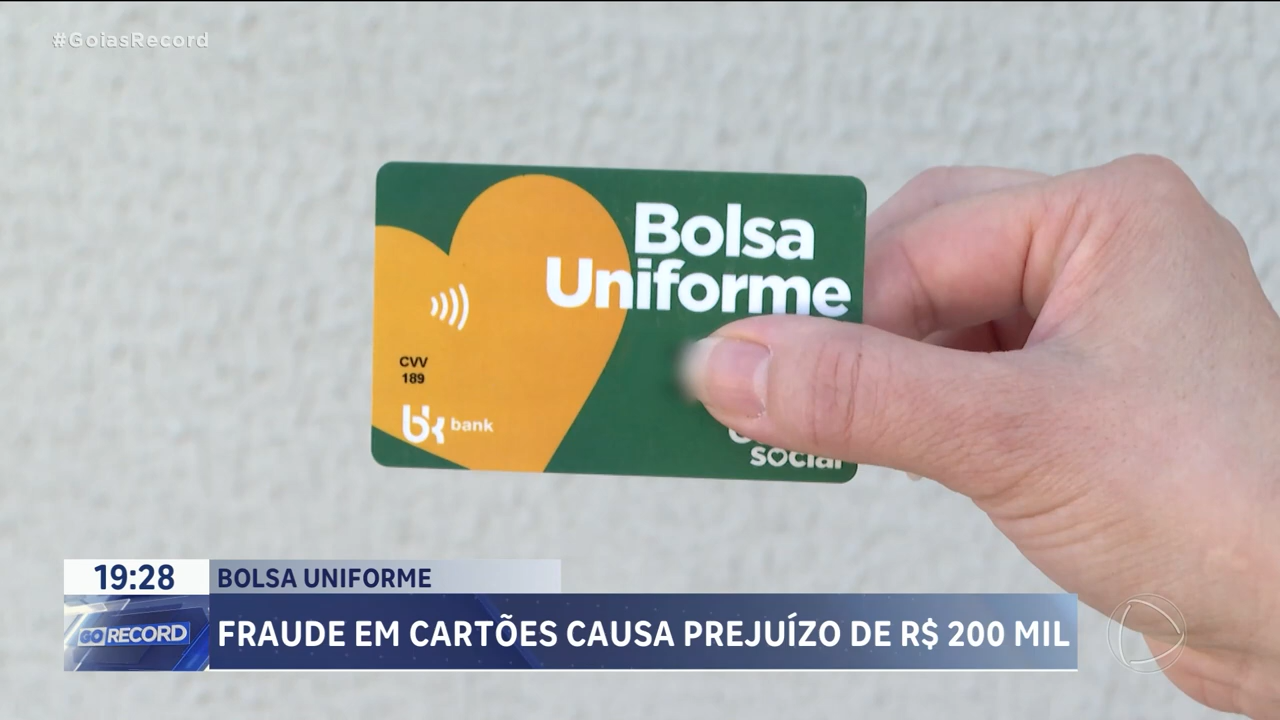 #GoiasRecord
Bolsa
Uniforme
CVV
189
bk bank
social
19:28
BOLSA UNIFORME
GO RECORD
FRAUDE EM CARTÕES CAUSA PREJUÍZO DE R$ 200 MIL